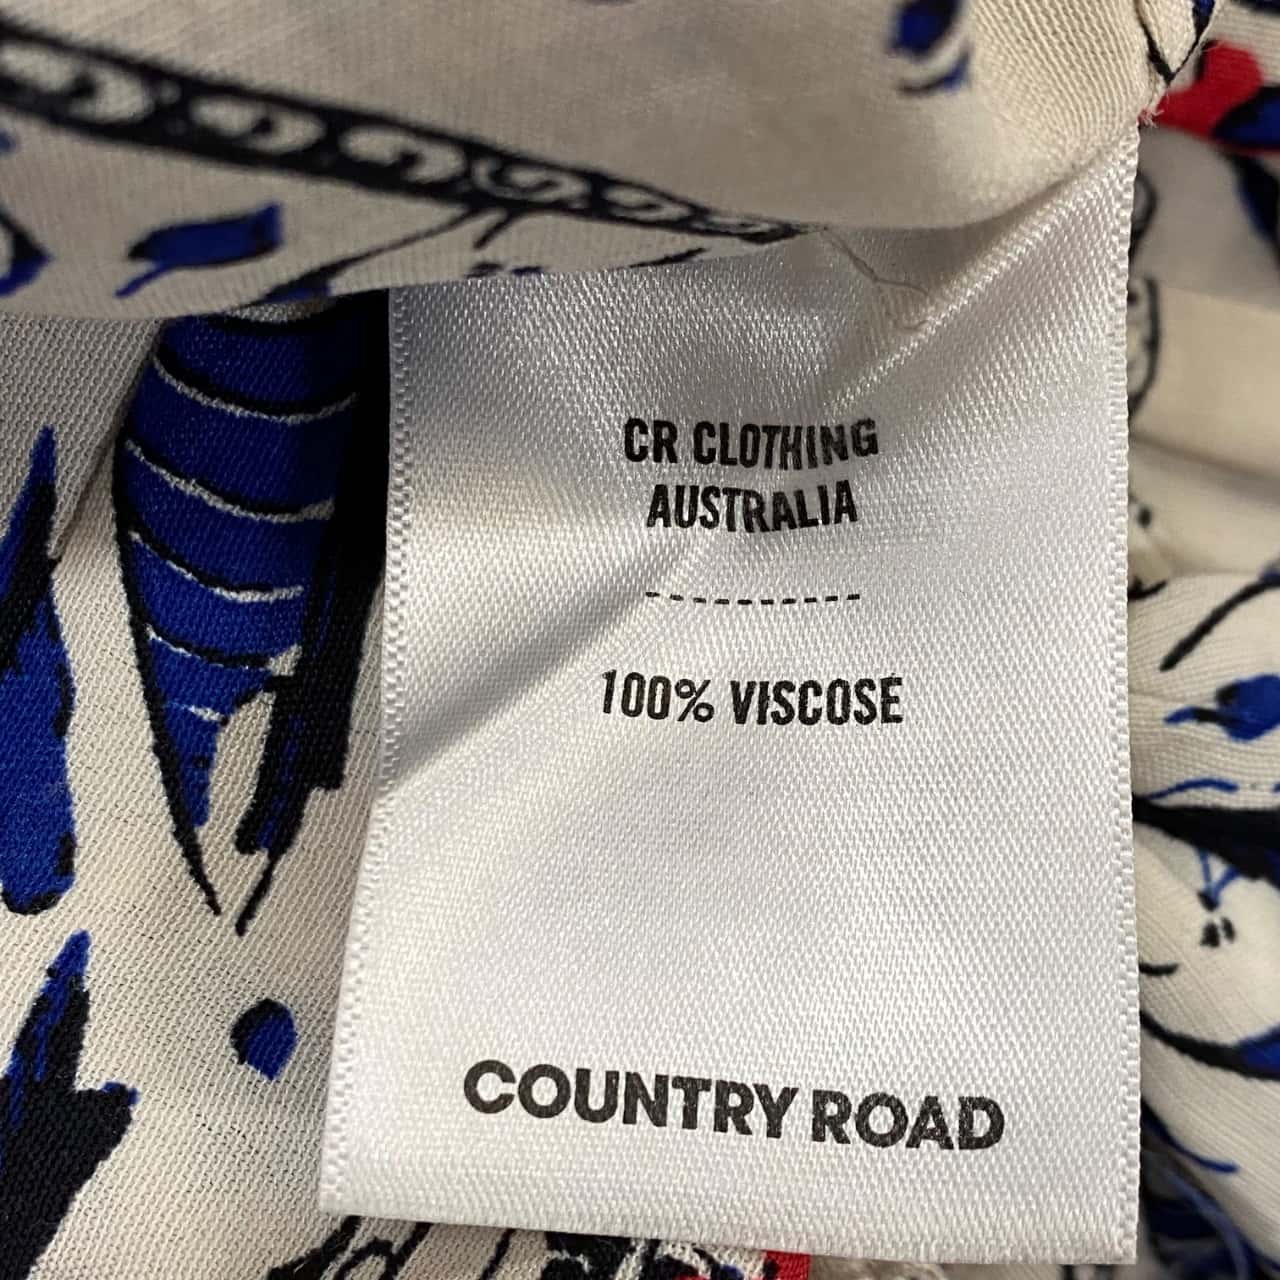 CR CLOTHING
AUSTRALIA
-----------
100% VISCOSE
COUNTRY ROAD